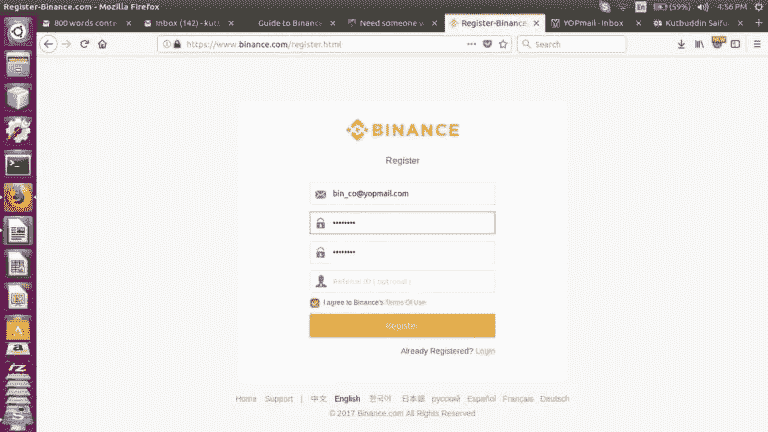 Register-Binance.com - Mozilla Firefox
En
(59%)
4:56 PM
800 words conte
Inbox (142) - kut
Guide to Binance
Need someone w
Register-Binance.
YOPmail - Inbox
Kutbuddin Saifu
https://www.binance.com/register.html
Search
BINANCE
Register
bin_co@yopmail.com
••••••••
••••••••
I agree to Binance's Terms Of Use
Register
Already Registered? Login
Home Support | 中文 English 한국어 日本語 русский Español Français Deutsch
© 2017 Binance.com All Rights Reserved